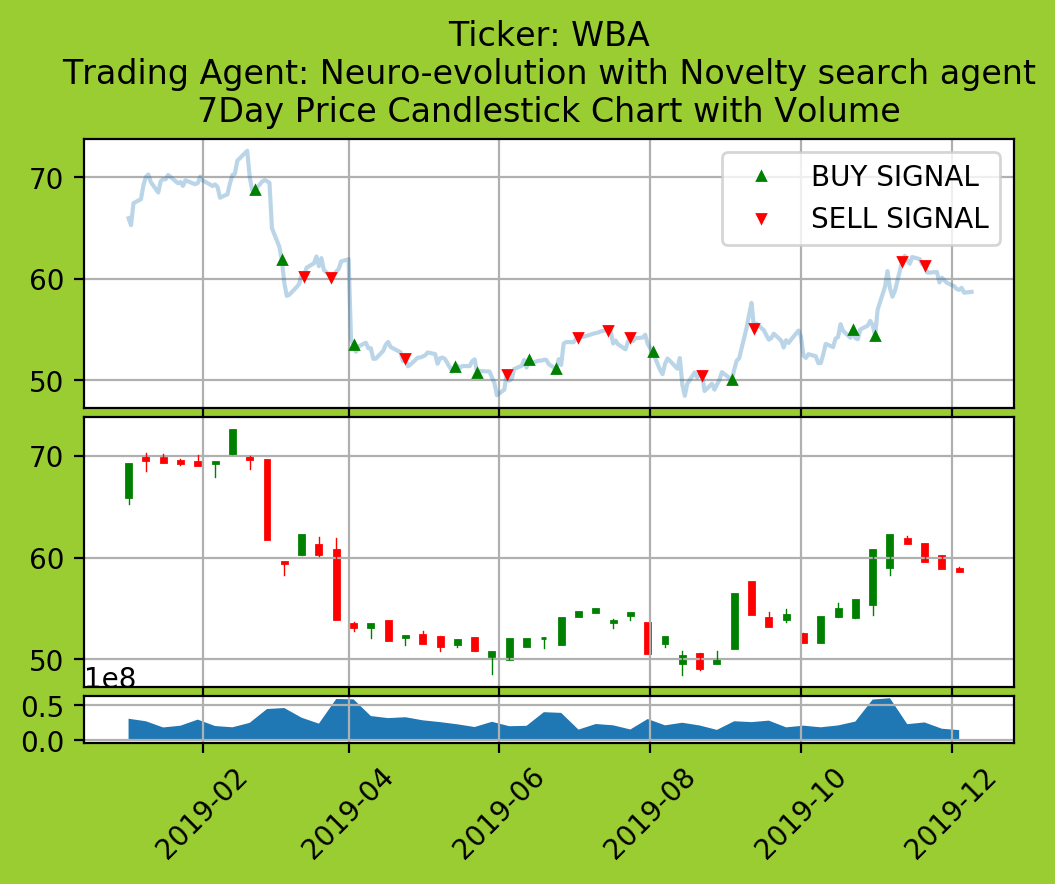 Ticker: WBA
Trading Agent: Neuro-evolution with Novelty search agent
7Day Price Candlestick Chart with Volume
70
60
50
BUY SIGNAL
SELL SIGNAL
70
60
50
1e8
0.5
0.0
2019-02
2019-04
2019-06
2019-08
2019-10
2019-12